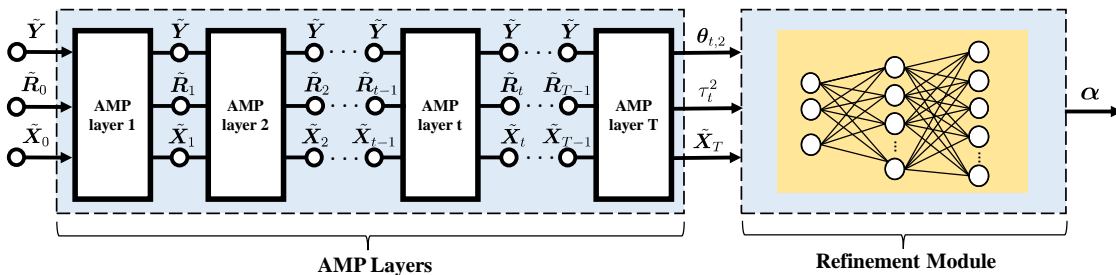 Ỹ Ỹ Ỹ ··· Ỹ Ỹ ··· Ỹ θₜ,₂
R̃₀ R̃₁ R̃₂ ··· R̃ₜ₋₁ R̃ₜ ··· R̃T₋₁ τₜ²
X̃₀ X̃₁ X̃₂ ··· X̃ₜ₋₁ X̃ₜ ··· X̃T₋₁ X̃T
AMP
layer 1
AMP
layer 2
AMP
layer t
AMP
layer T
α
AMP Layers
Refinement Module